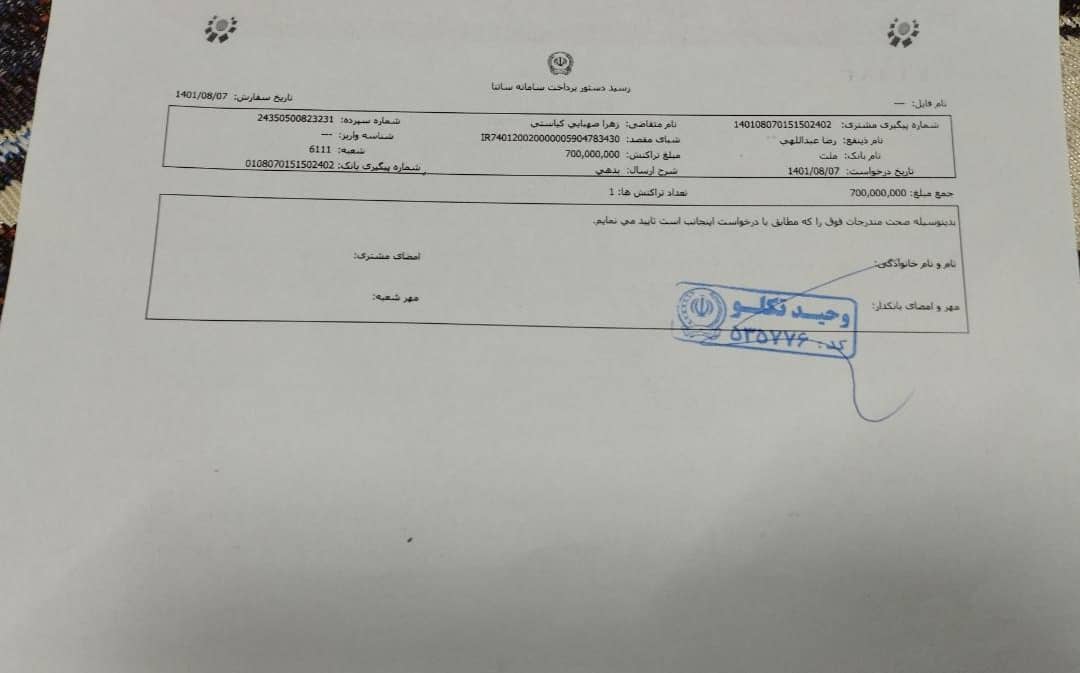 رسید دستور پرداخت سامانه ساتنا
نام فایل: --- تاریخ سفارش: 1401/08/07
شماره پیگیری مشتری: 140108070151502402 نام متقاضی: زهرا صهبایی کیاستی شماره سپرده: 24350500823231
نام ذینفع: رضا عبداللهی شبای مقصد: IR740120020000005904783430 شناسه واریز: ---
نام بانک: ملت مبلغ تراکنش: 700,000,000 شعبه: 6111
تاریخ درخواست: 1401/08/07 شرح ارسال: بدهي شماره پیگیری بانک: 0108070151502402
جمع مبلغ: 700,000,000 تعداد تراکنش ها: 1
بدینوسیله صحت مندرجات فوق را که مطابق با درخواست اینجانب است تایید می نمایم.
نام و نام خانوادگی: امضای مشتری:
مهر و امضای بانکدار: مهر شعبه:
وحید تکلو
کد: ۵۳۵۷۷۶